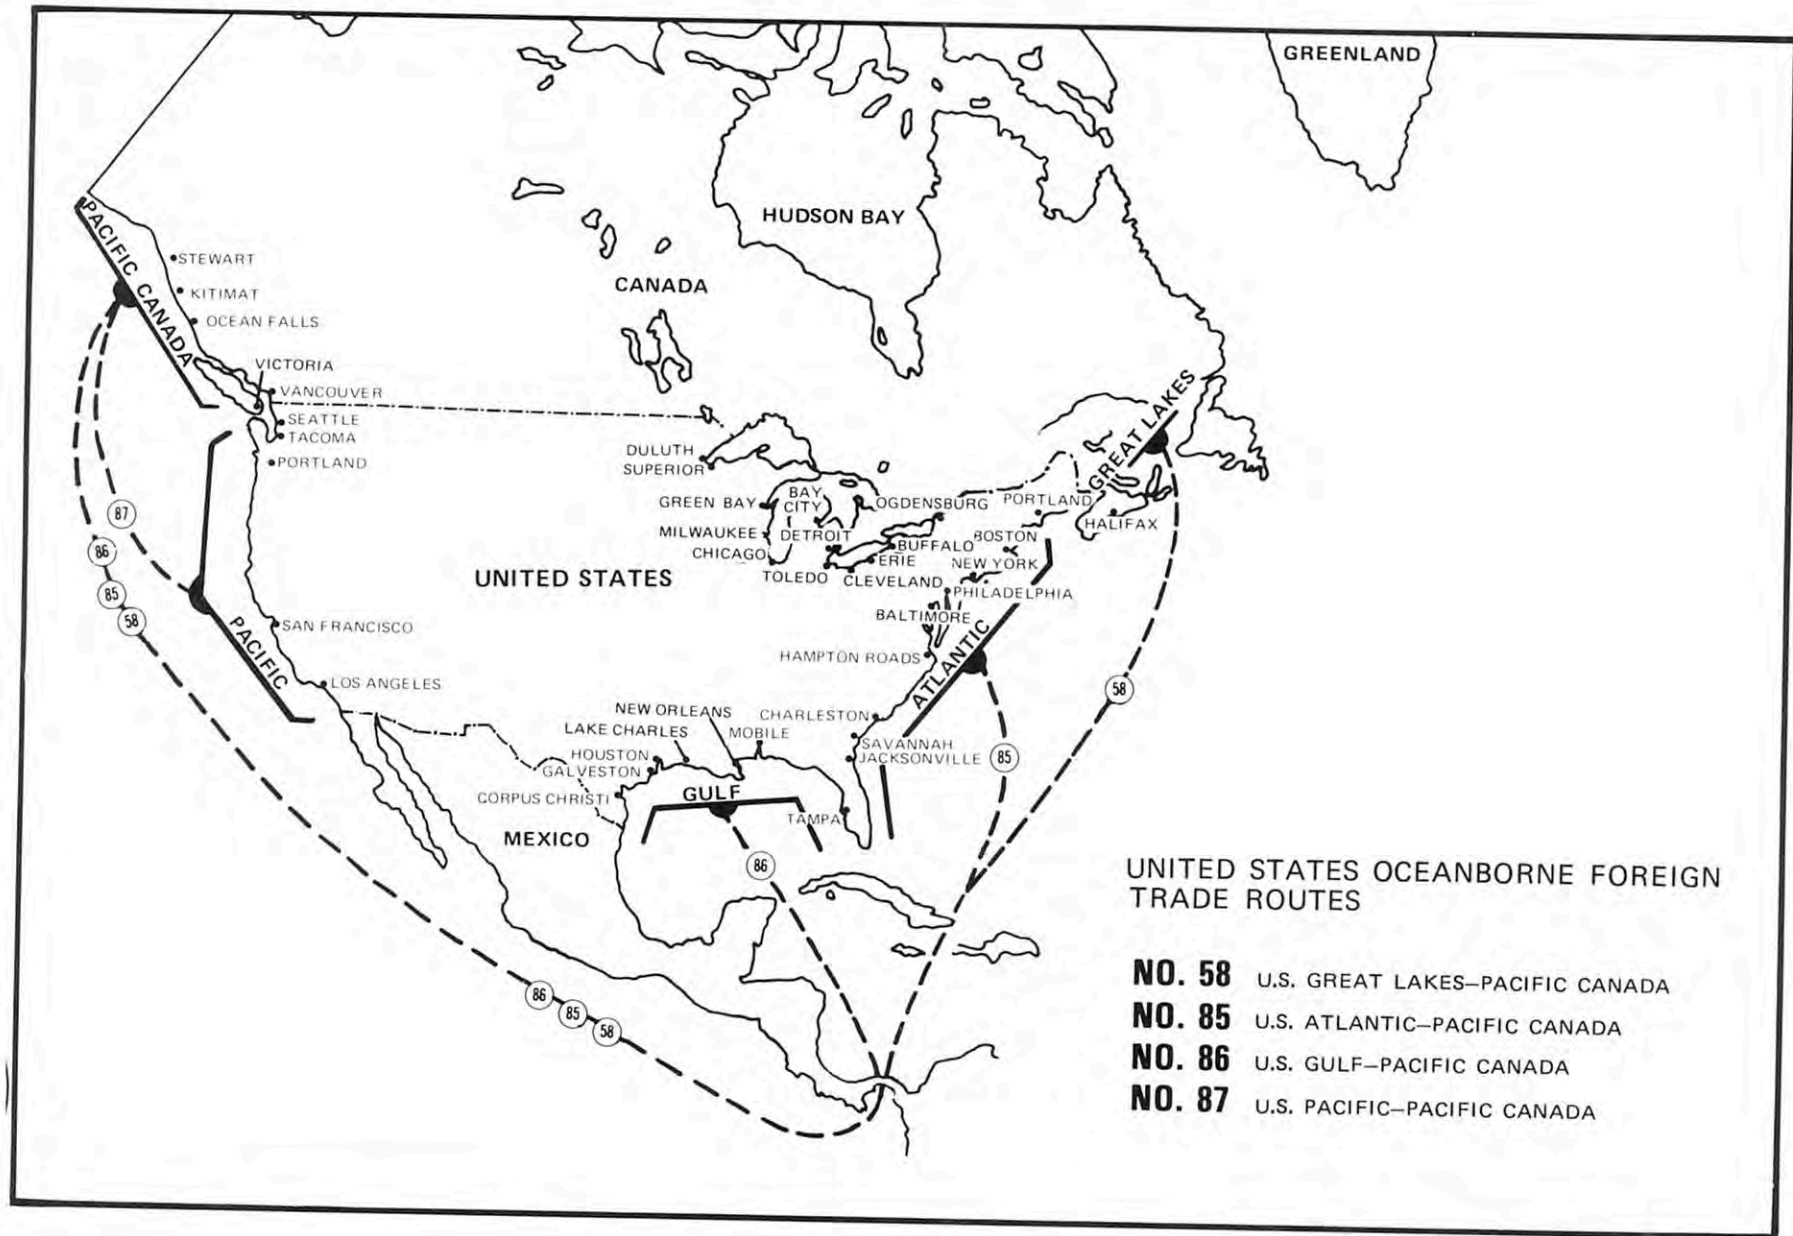 GREENLAND
HUDSON BAY
PACIFIC CANADA
STEWART
KITIMAT
OCEAN FALLS
CANADA
VICTORIA
VANCOUVER
SEATTLE
TACOMA
PORTLAND
GREAT LAKES
DULUTH
SUPERIOR
GREEN BAY
BAY
CITY
OGDENSBURG
PORTLAND
HALIFAX
MILWAUKEE
DETROIT
BOSTON
CHICAGO
BUFFALO
ERIE
NEW YORK
TOLEDO
CLEVELAND
PHILADELPHIA
BALTIMORE
UNITED STATES
87
86
85
58
PACIFIC
SAN FRANCISCO
LOS ANGELES
HAMPTON ROADS
ATLANTIC
58
NEW ORLEANS
CHARLESTON
LAKE CHARLES
MOBILE
HOUSTON
SAVANNAH
GALVESTON
JACKSONVILLE
85
CORPUS CHRISTI
GULF
TAMPA
MEXICO
86
86
85
58
UNITED STATES OCEANBORNE FOREIGN
TRADE ROUTES
NO. 58 U.S. GREAT LAKES–PACIFIC CANADA
NO. 85 U.S. ATLANTIC–PACIFIC CANADA
NO. 86 U.S. GULF–PACIFIC CANADA
NO. 87 U.S. PACIFIC–PACIFIC CANADA